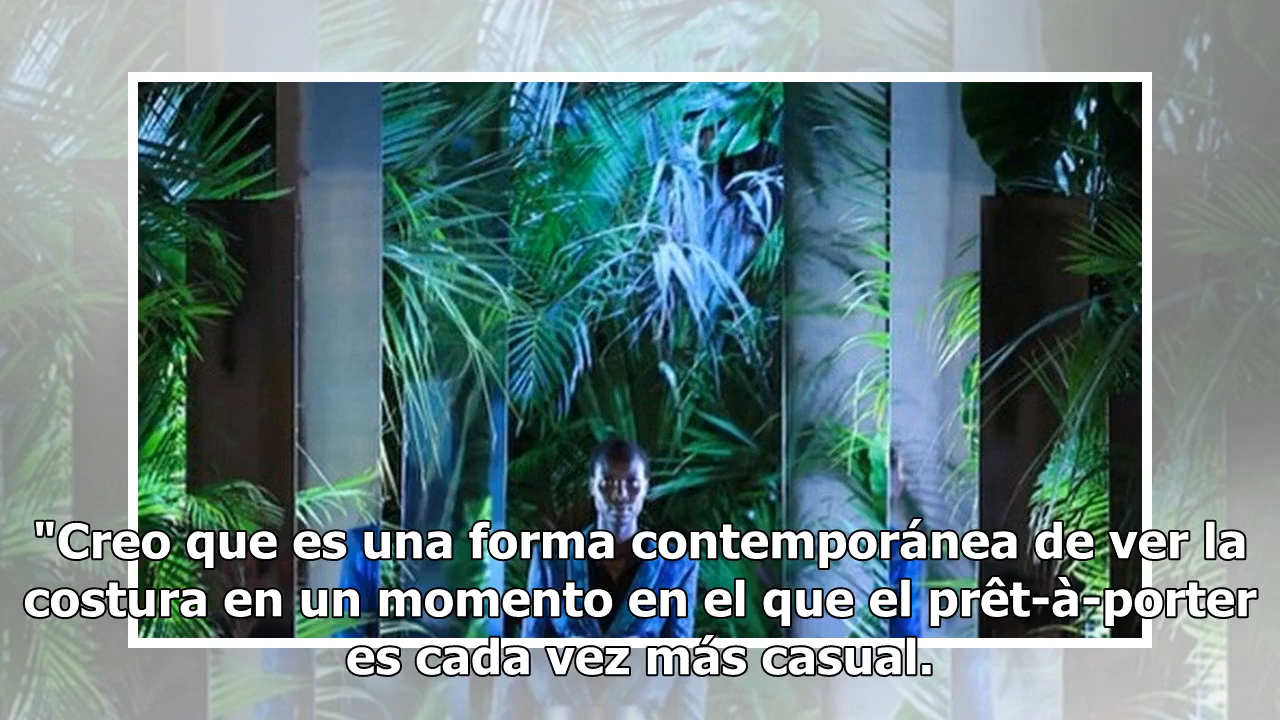 "Creo que es una forma contemporánea de ver la
costura en un momento en el que el prêt-à-porter
es cada vez más casual.